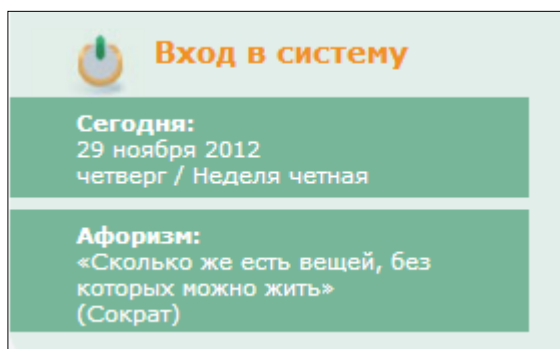 Вход в систему
Сегодня:
29 ноября 2012
четверг / Неделя четная
Афоризм:
«Сколько же есть вещей, без
которых можно жить»
(Сократ)